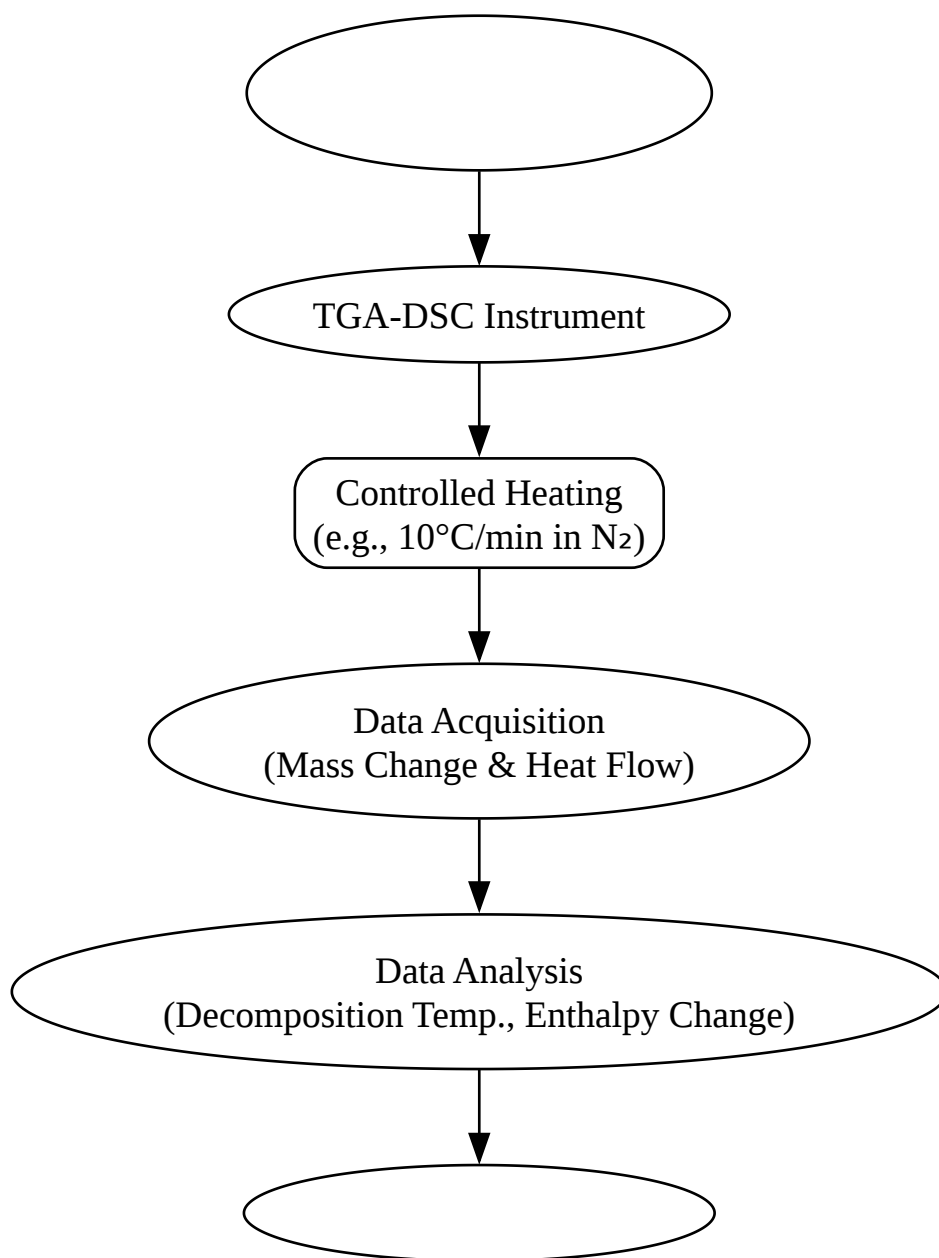 TGA-DSC Instrument
Controlled Heating
(e.g., 10°C/min in N₂)
Data Acquisition
(Mass Change & Heat Flow)
Data Analysis
(Decomposition Temp., Enthalpy Change)